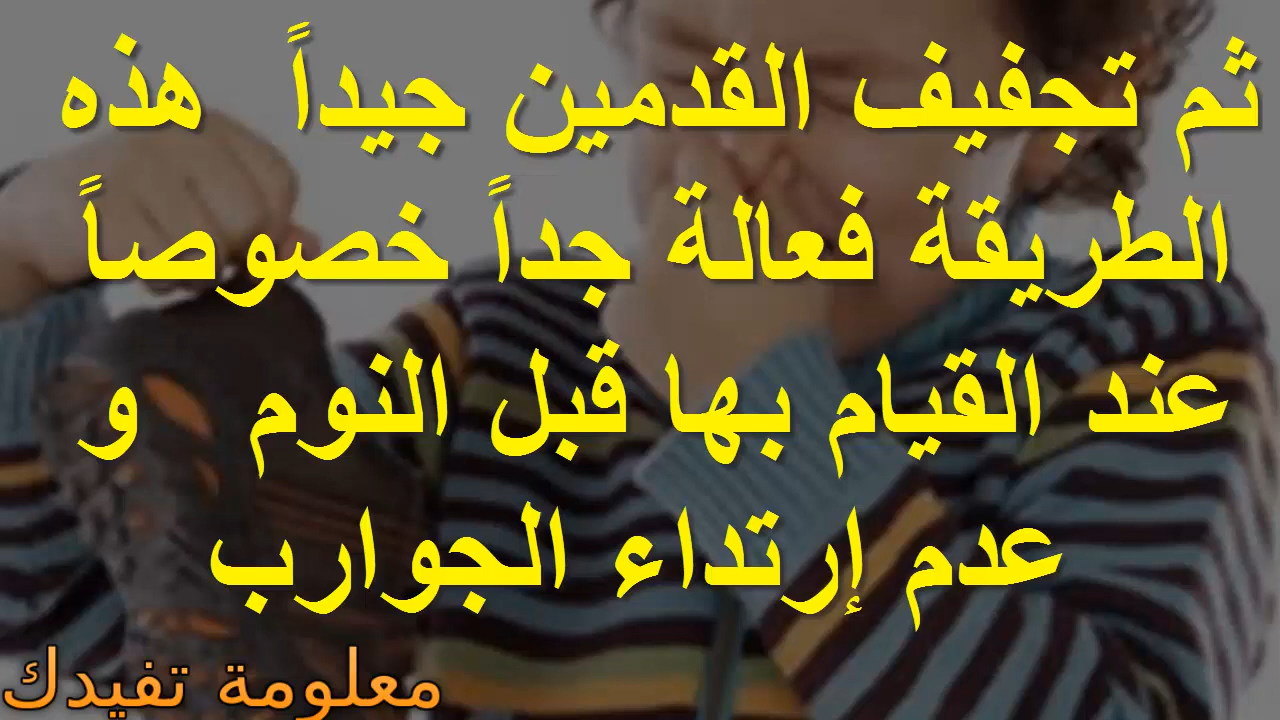 ثم تجفيف القدمين جيداً هذه
الطريقة فعالة جداً خصوصاً
عند القيام بها قبل النوم و
عدم إرتداء الجوارب
معلومة تفيدك